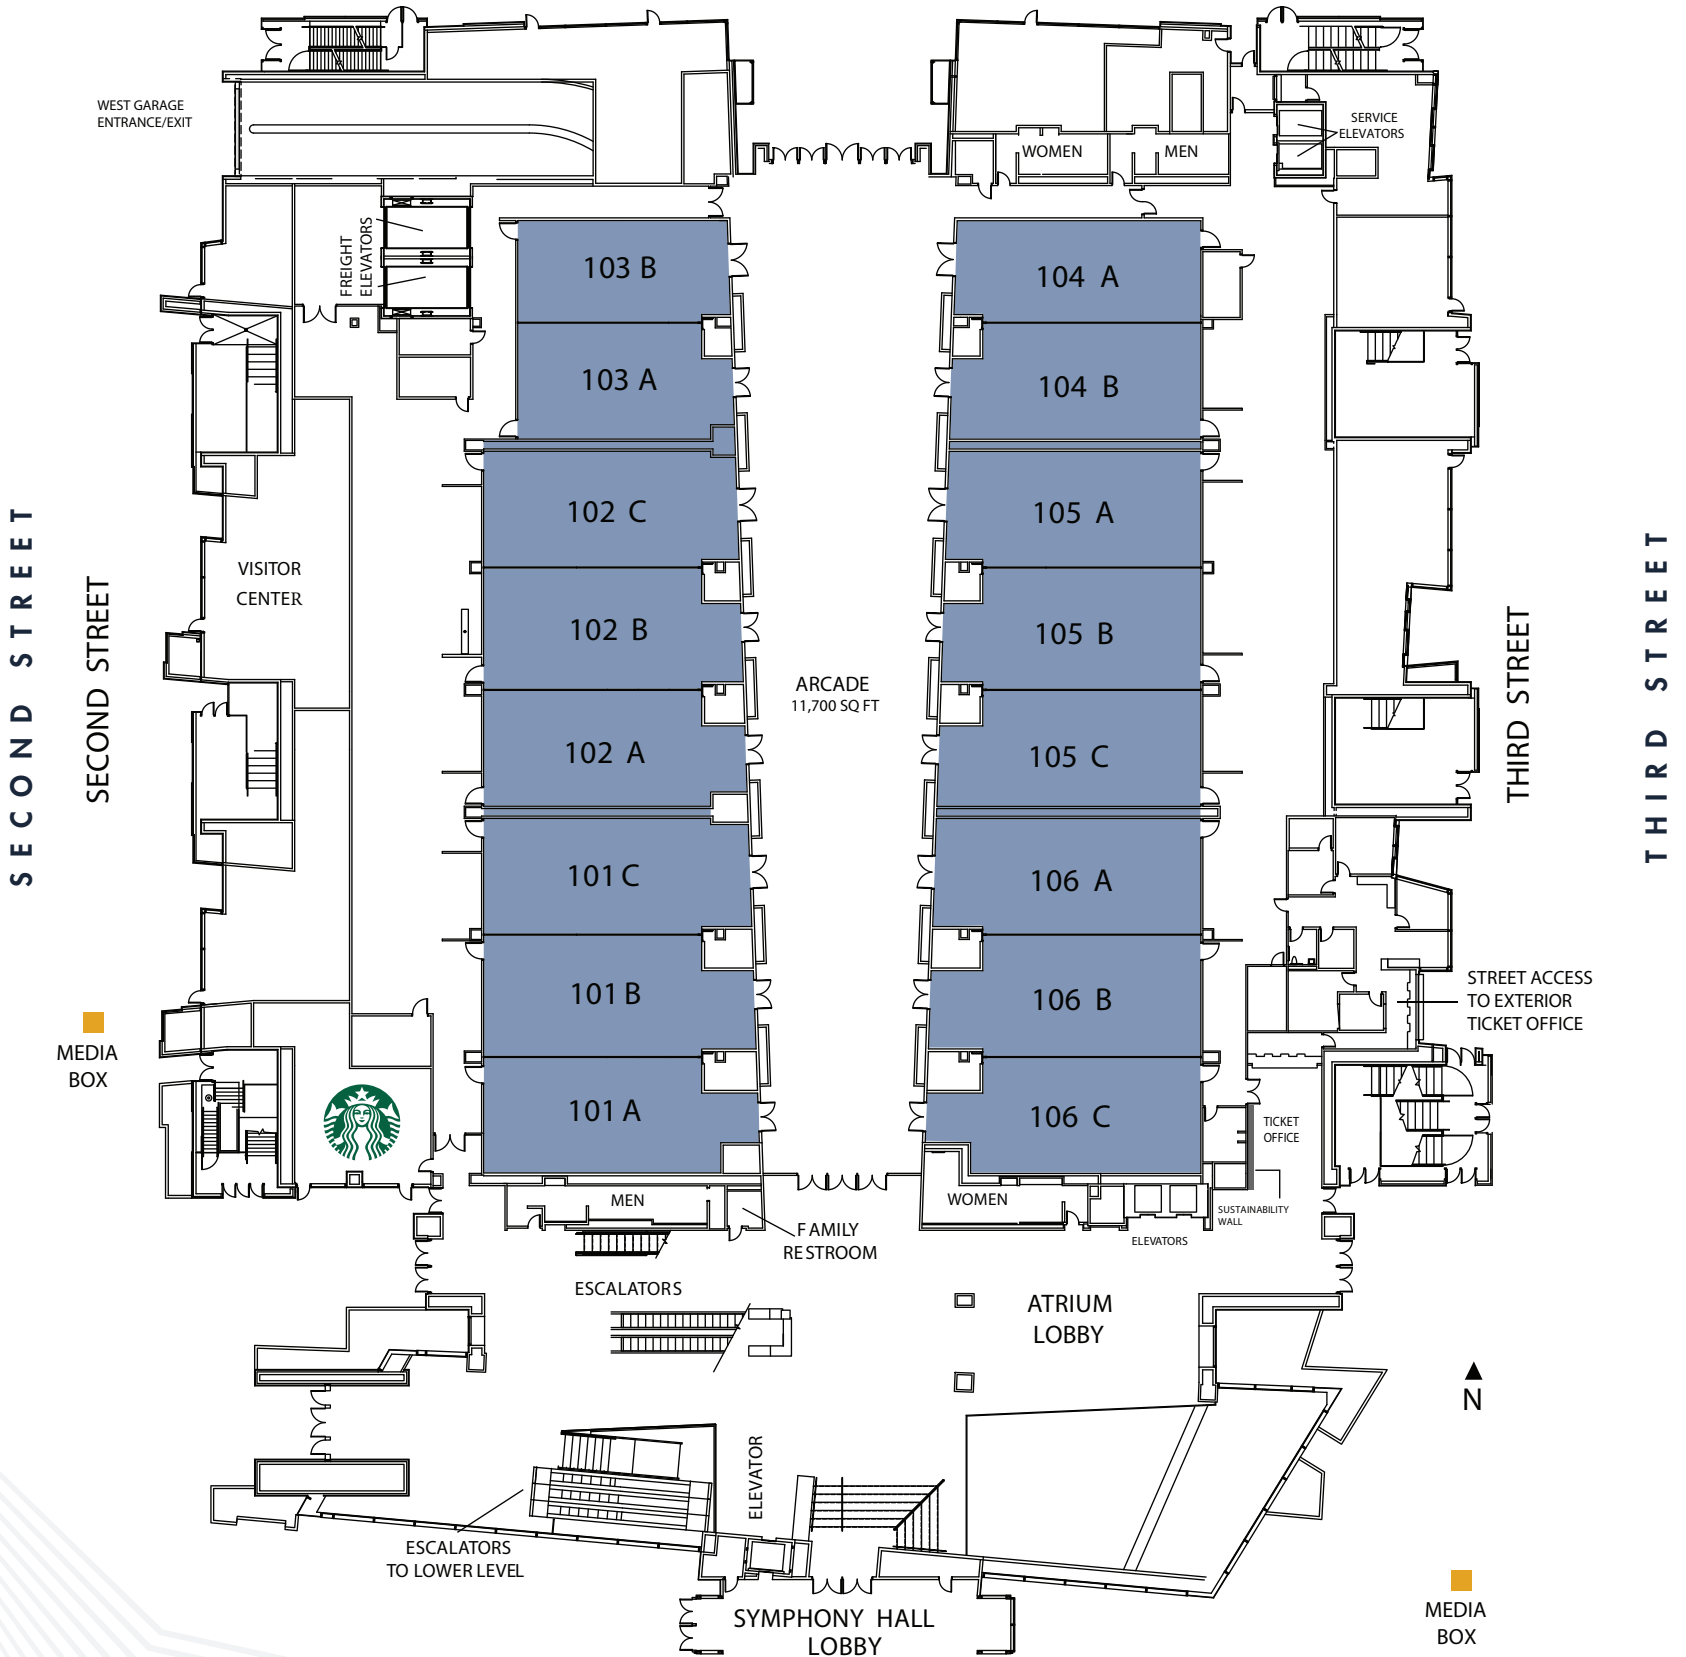 WEST GARAGE
ENTRANCE/EXIT
WOMEN
MEN
SERVICE
ELEVATORS
FREIGHT
ELEVATORS
103 B
104 A
103 A
104 B
102 C
105 A
VISITOR
CENTER
102 B
105 B
SECOND STREET
SECOND STREET
ARCADE
11,700 SQ FT
THIRD STREET
THIRD STREET
102 A
105 C
101 C
106 A
101 B
106 B
STREET ACCESS
TO EXTERIOR
TICKET OFFICE
MEDIA
BOX
101 A
106 C
TICKET
OFFICE
MEN
WOMEN
SUSTAINABILITY
WALL
FAMILY
RESTROOM
ELEVATORS
ESCALATORS
ATRIUM
LOBBY
N
ELEVATOR
ESCALATORS
TO LOWER LEVEL
SYMPHONY HALL
LOBBY
MEDIA
BOX